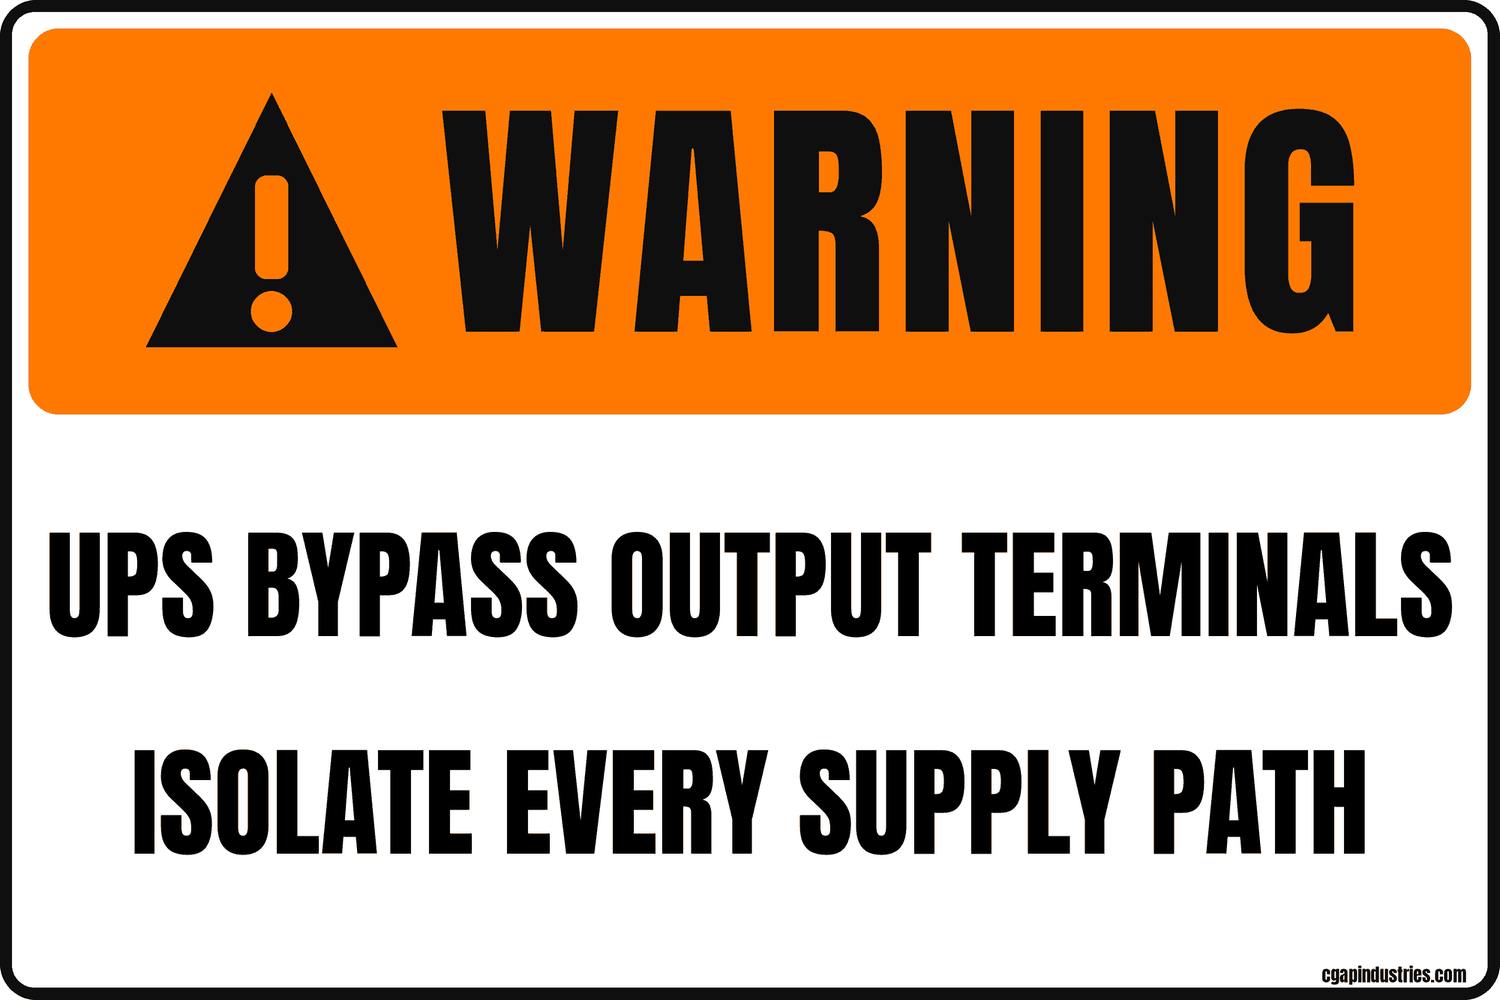 WARNING
UPS BYPASS OUTPUT TERMINALS
ISOLATE EVERY SUPPLY PATH
cgapindustries.com